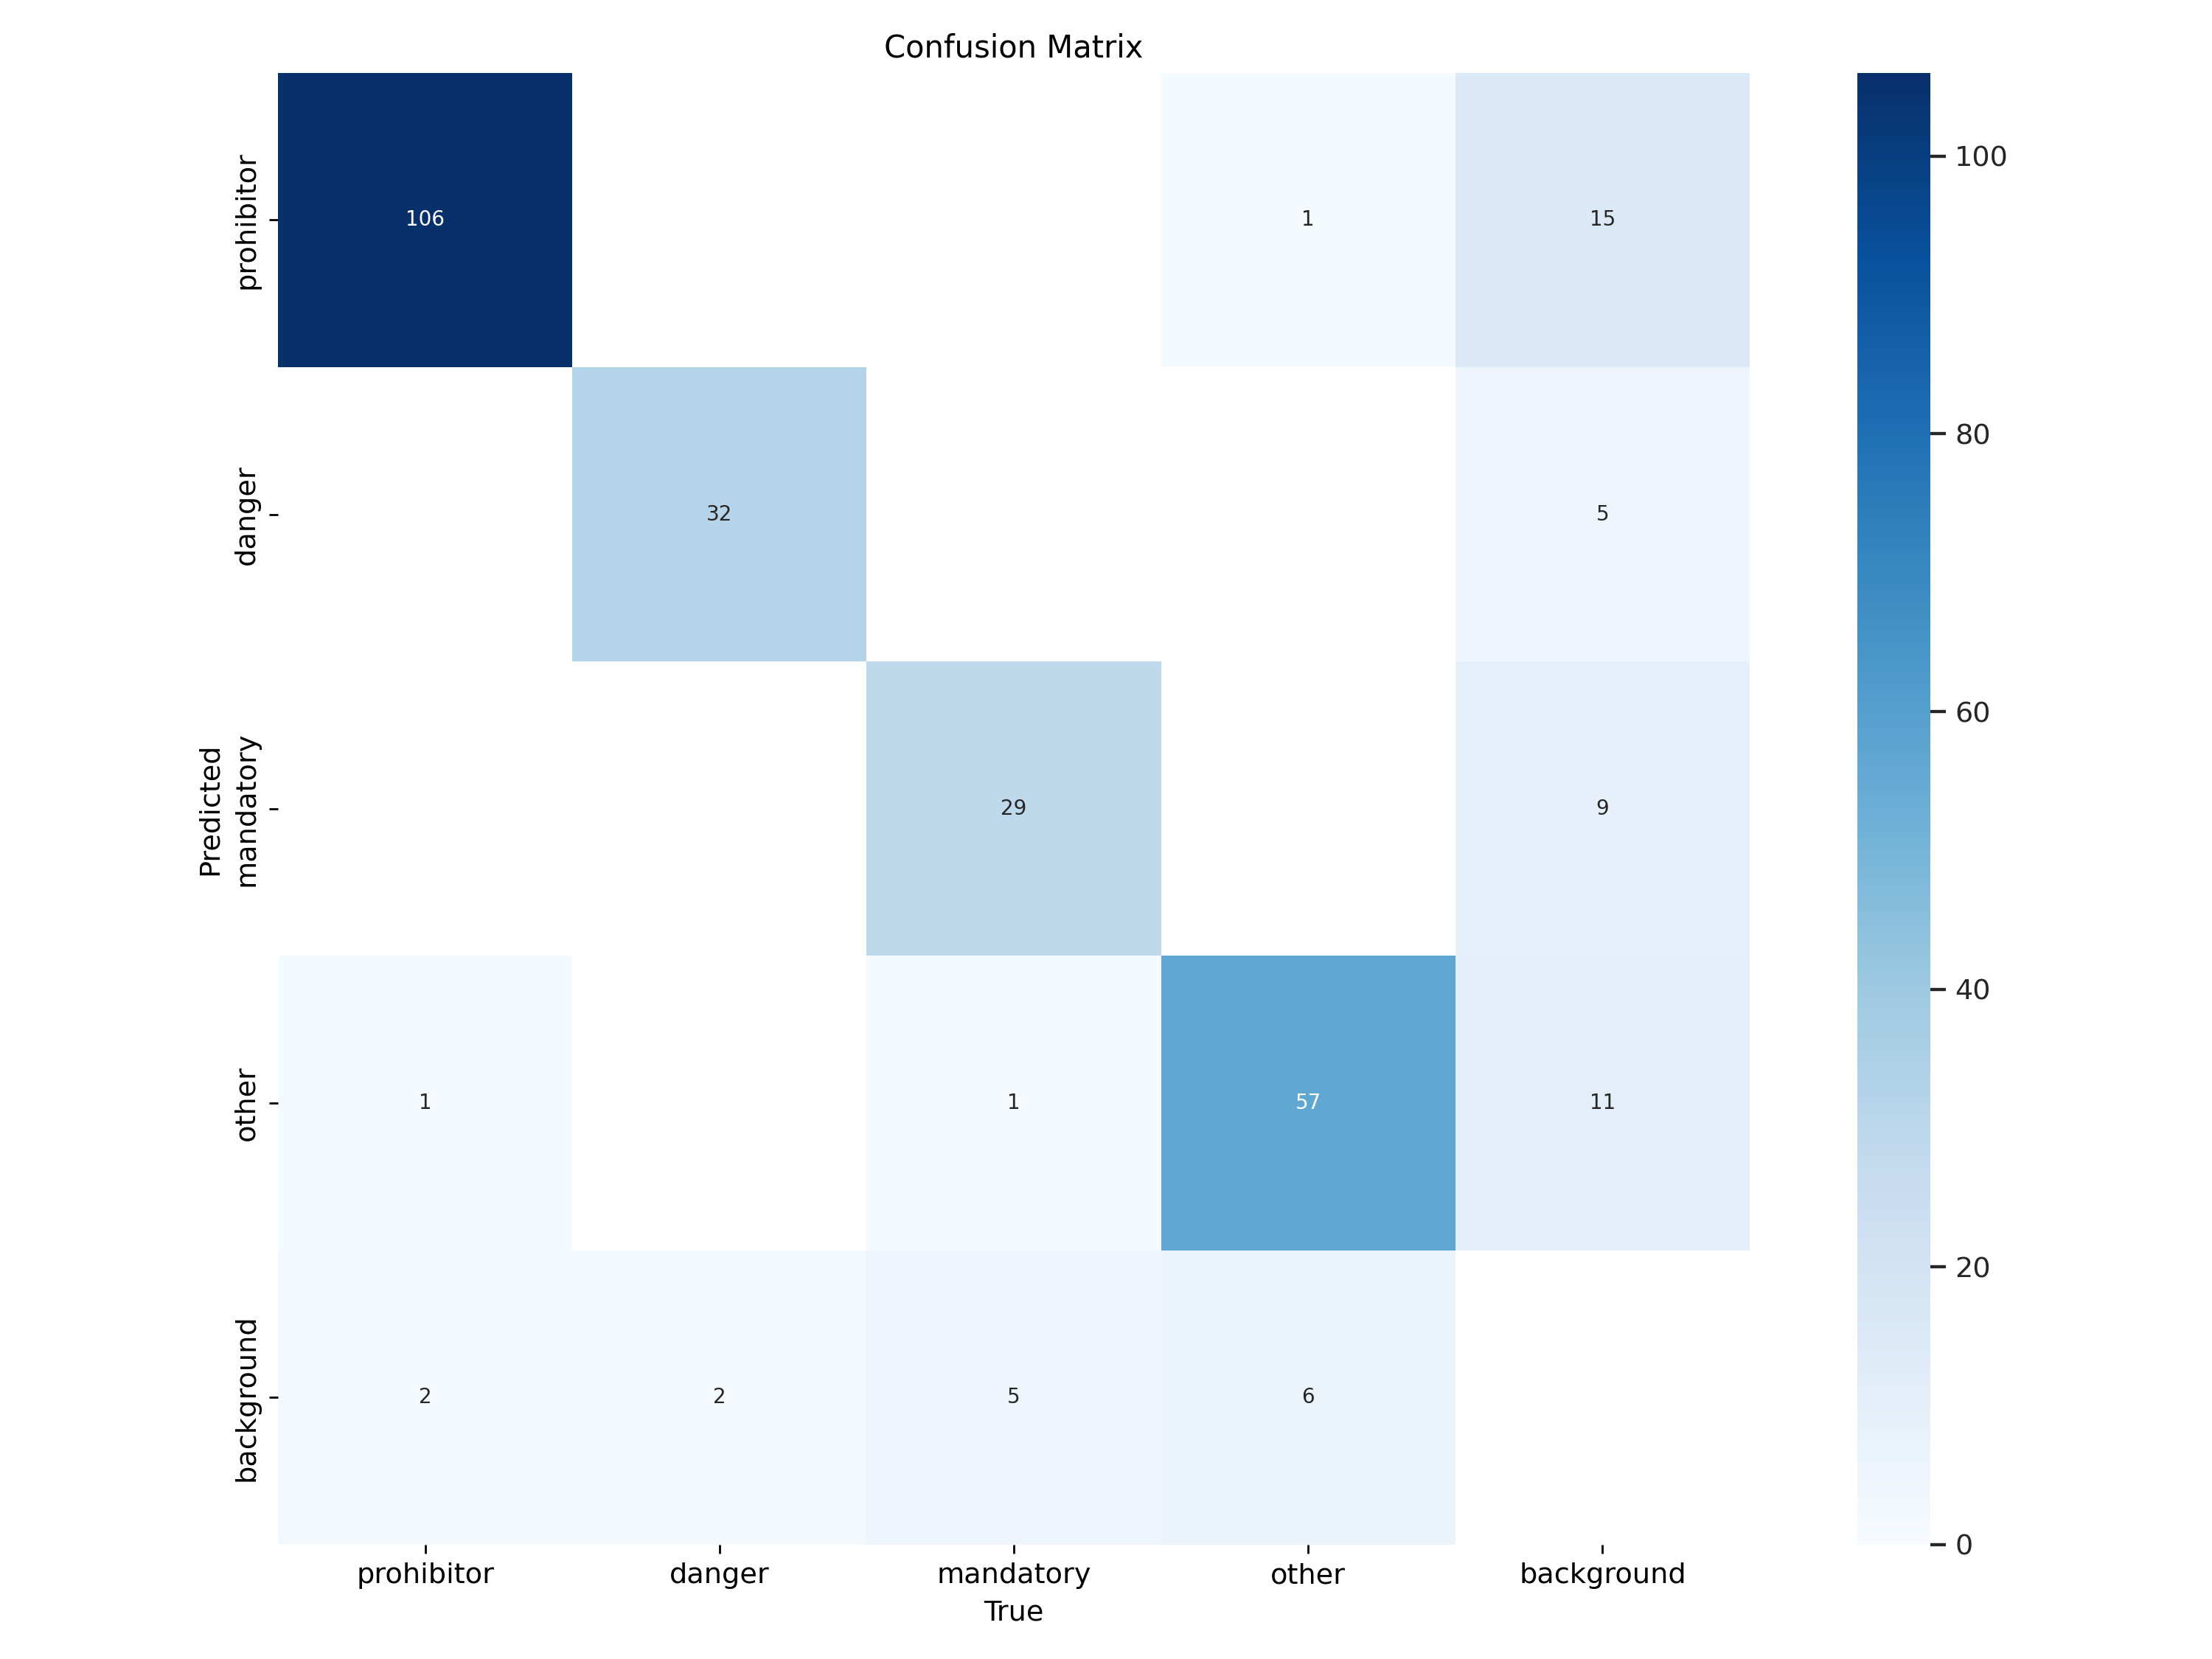 Confusion Matrix
prohibitor
106
1
15
100
danger
32
5
80
Predicted
mandatory
29
9
60
other
1
1
57
11
40
background
2
2
5
6
20
0
prohibitor
danger
mandatory
other
background
True